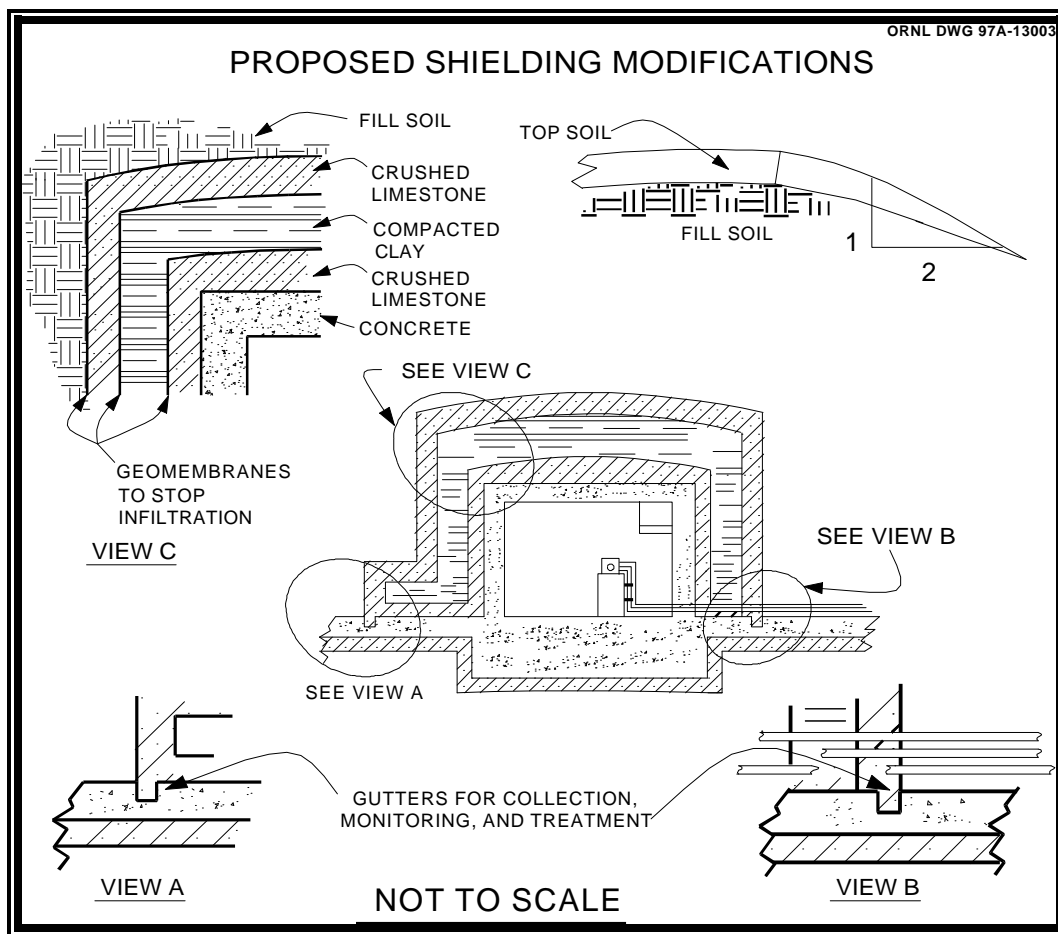 ORNL DWG 97A-13003
PROPOSED SHIELDING MODIFICATIONS
FILL SOIL
CRUSHED
LIMESTONE
COMPACTED
CLAY
CRUSHED
LIMESTONE
CONCRETE
GEOMEMBRANES
TO STOP
INFILTRATION
VIEW C
TOP SOIL
FILL SOIL
1
2
SEE VIEW C
SEE VIEW B
SEE VIEW A
GUTTERS FOR COLLECTION,
MONITORING, AND TREATMENT
VIEW A
VIEW B
NOT TO SCALE